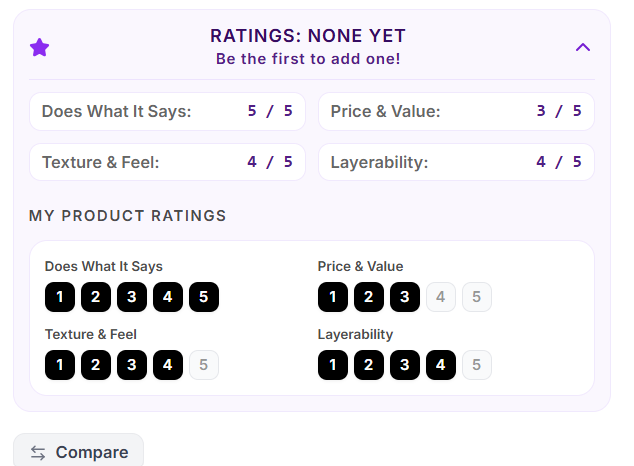 RATINGS: NONE YET
Be the first to add one!
Does What It Says: 5 / 5
Price & Value: 3 / 5
Texture & Feel: 4 / 5
Layerability: 4 / 5
MY PRODUCT RATINGS
Does What It Says
1 2 3 4 5
Price & Value
1 2 3 4 5
Texture & Feel
1 2 3 4 5
Layerability
1 2 3 4 5
Compare